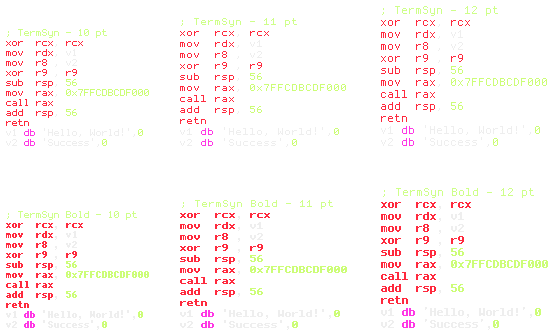 ; TermSyn - 10 pt
xor rcx, rcx
mov rdx, v1
mov r8, v2
xor r9, r9
sub rsp, 56
mov rax, 0x7FFCDBCDF000
call rax
add rsp, 56
retn
v1 db 'Hello, World!',0
v2 db 'Success',0
; TermSyn - 11 pt
xor rcx, rcx
mov rdx, v1
mov r8, v2
xor r9, r9
sub rsp, 56
mov rax, 0x7FFCDBCDF000
call rax
add rsp, 56
retn
v1 db 'Hello, World!',0
v2 db 'Success',0
; TermSyn - 12 pt
xor rcx, rcx
mov rdx, v1
mov r8, v2
xor r9, r9
sub rsp, 56
mov rax, 0x7FFCDBCDF000
call rax
add rsp, 56
retn
v1 db 'Hello, World!',0
v2 db 'Success',0
; TermSyn Bold - 10 pt
xor rcx, rcx
mov rdx, v1
mov r8, v2
xor r9, r9
sub rsp, 56
mov rax, 0x7FFCDBCDF000
call rax
add rsp, 56
retn
v1 db 'Hello, World!',0
v2 db 'Success',0
; TermSyn Bold - 11 pt
xor rcx, rcx
mov rdx, v1
mov r8, v2
xor r9, r9
sub rsp, 56
mov rax, 0x7FFCDBCDF000
call rax
add rsp, 56
retn
v1 db 'Hello, World!',0
v2 db 'Success',0
; TermSyn Bold - 12 pt
xor rcx, rcx
mov rdx, v1
mov r8, v2
xor r9, r9
sub rsp, 56
mov rax, 0x7FFCDBCDF000
call rax
add rsp, 56
retn
v1 db 'Hello, World!',0
v2 db 'Success',0